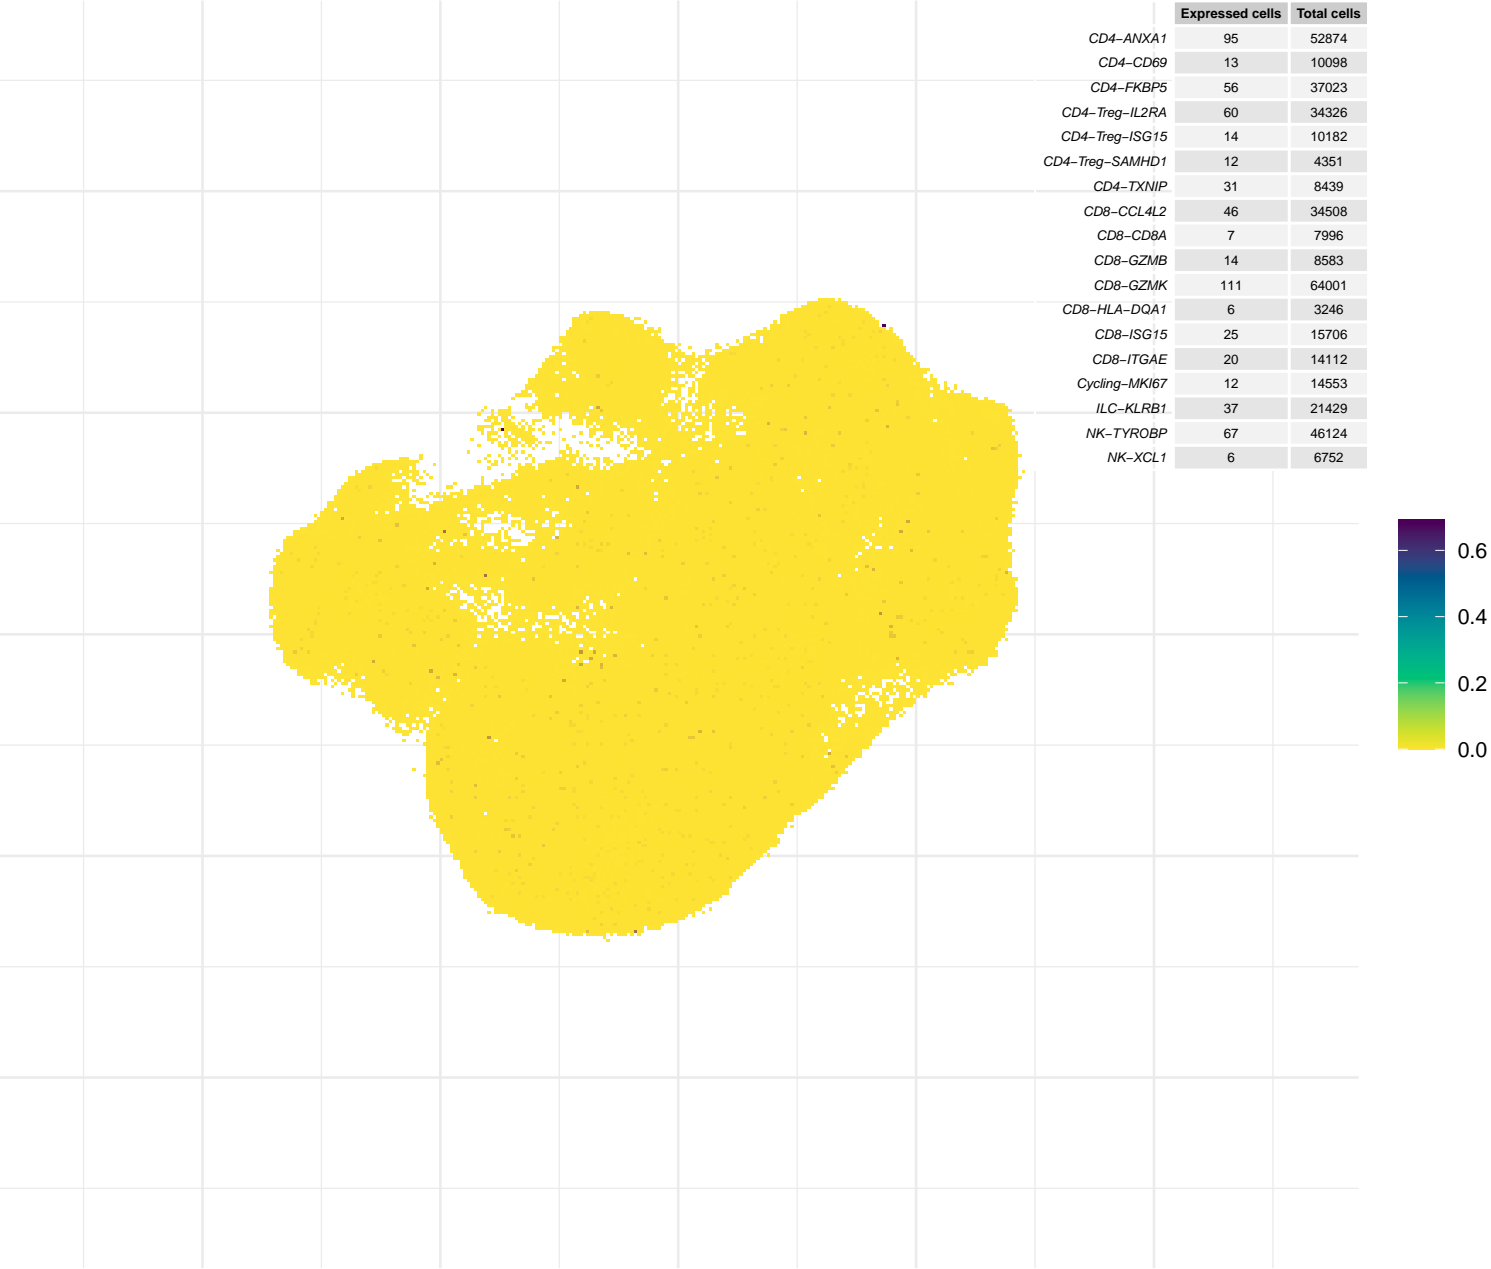 Expressed cells Total cells
CD4−ANXA1 95 52874
CD4−CD69 13 10098
CD4−FKBP5 56 37023
CD4−Treg−IL2RA 60 34326
CD4−Treg−ISG15 14 10182
CD4−Treg−SAMHD1 12 4351
CD4−TXNIP 31 8439
CD8−CCL4L2 46 34508
CD8−CD8A 7 7996
CD8−GZMB 14 8583
CD8−GZMK 111 64001
CD8−HLA−DQA1 6 3246
CD8−ISG15 25 15706
CD8−ITGAE 20 14112
Cycling−MKI67 12 14553
ILC−KLRB1 37 21429
NK−TYROBP 67 46124
NK−XCL1 6 6752
0.6
0.4
0.2
0.0